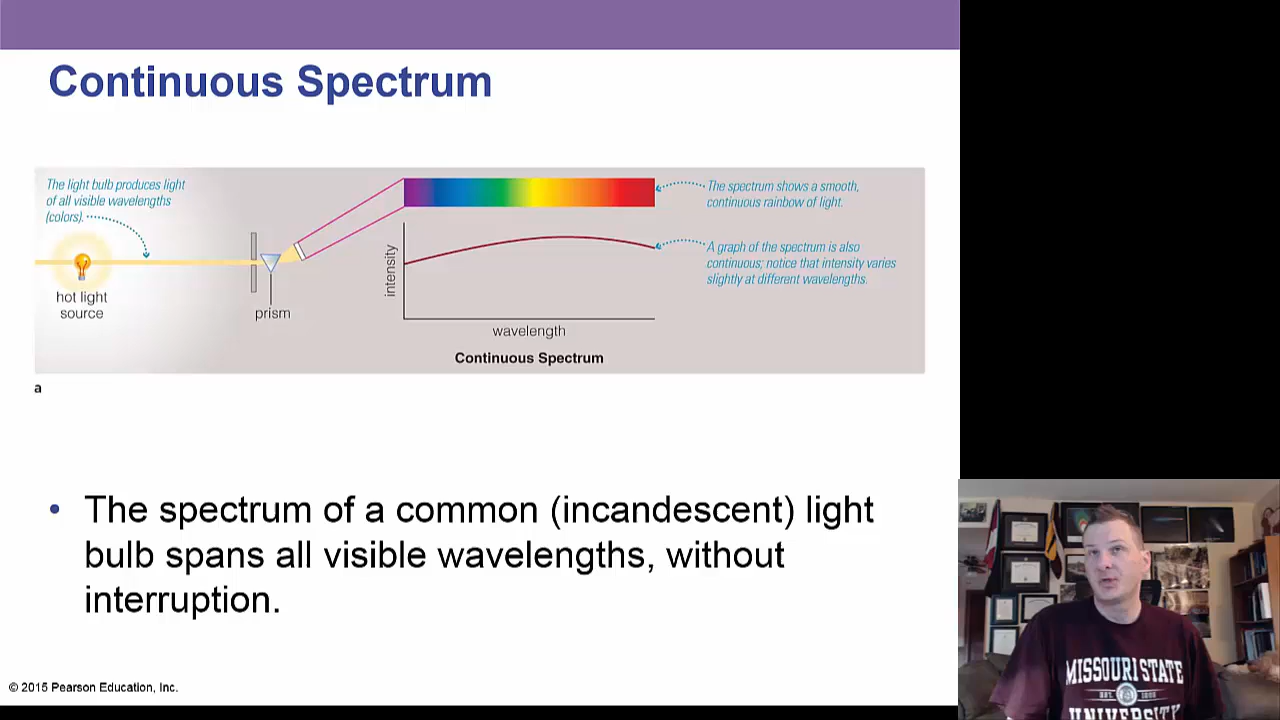 Continuous Spectrum
The light bulb produces light
of all visible wavelengths
(colors).
hot light
source
prism
The spectrum shows a smooth,
continuous rainbow of light.
intensity
A graph of the spectrum is also
continuous; notice that intensity varies
slightly at different wavelengths.
wavelength
Continuous Spectrum
a
• The spectrum of a common (incandescent) light
bulb spans all visible wavelengths, without
interruption.
© 2015 Pearson Education, Inc.
MISSOURI STATE
EST. 1905
UNIVERSITY